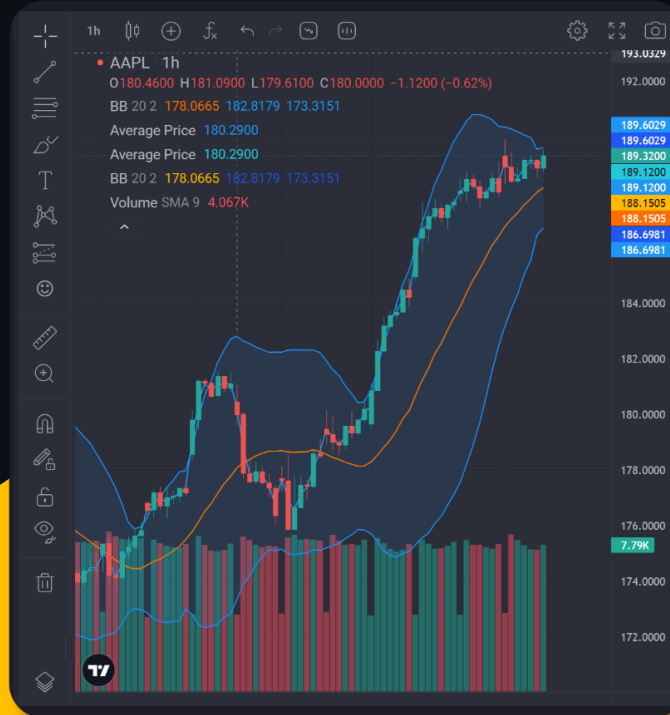 1h
193.0329
AAPL 1h
O180.4600 H181.0900 L179.6100 C180.0000 −1.1200 (−0.62%)
192.0000
BB 20 2 178.0665 182.8179 173.3151
Average Price 180.2900
Average Price 180.2900
BB 20 2 178.0665 182.8179 173.3151
Volume SMA 9 4.067K
189.6029
189.6029
189.3200
189.1200
189.1200
188.1505
188.1505
186.6981
186.6981
184.0000
182.0000
180.0000
178.0000
176.0000
7.79K
174.0000
172.0000